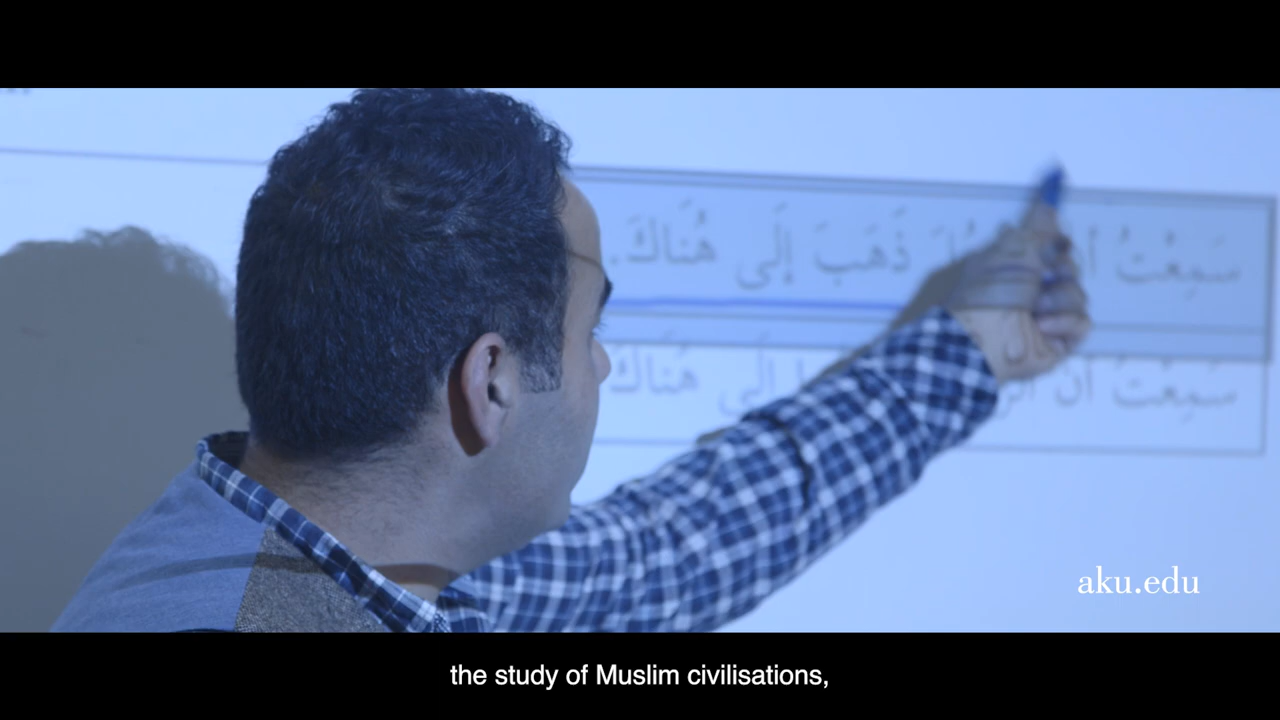 سَمِعْتُ ذَهَبَ إِلَى هُنَاكَ.
سَمِعْتُ أَنَّ إِلَى هُنَاكَ
aku.edu
the study of Muslim civilisations,